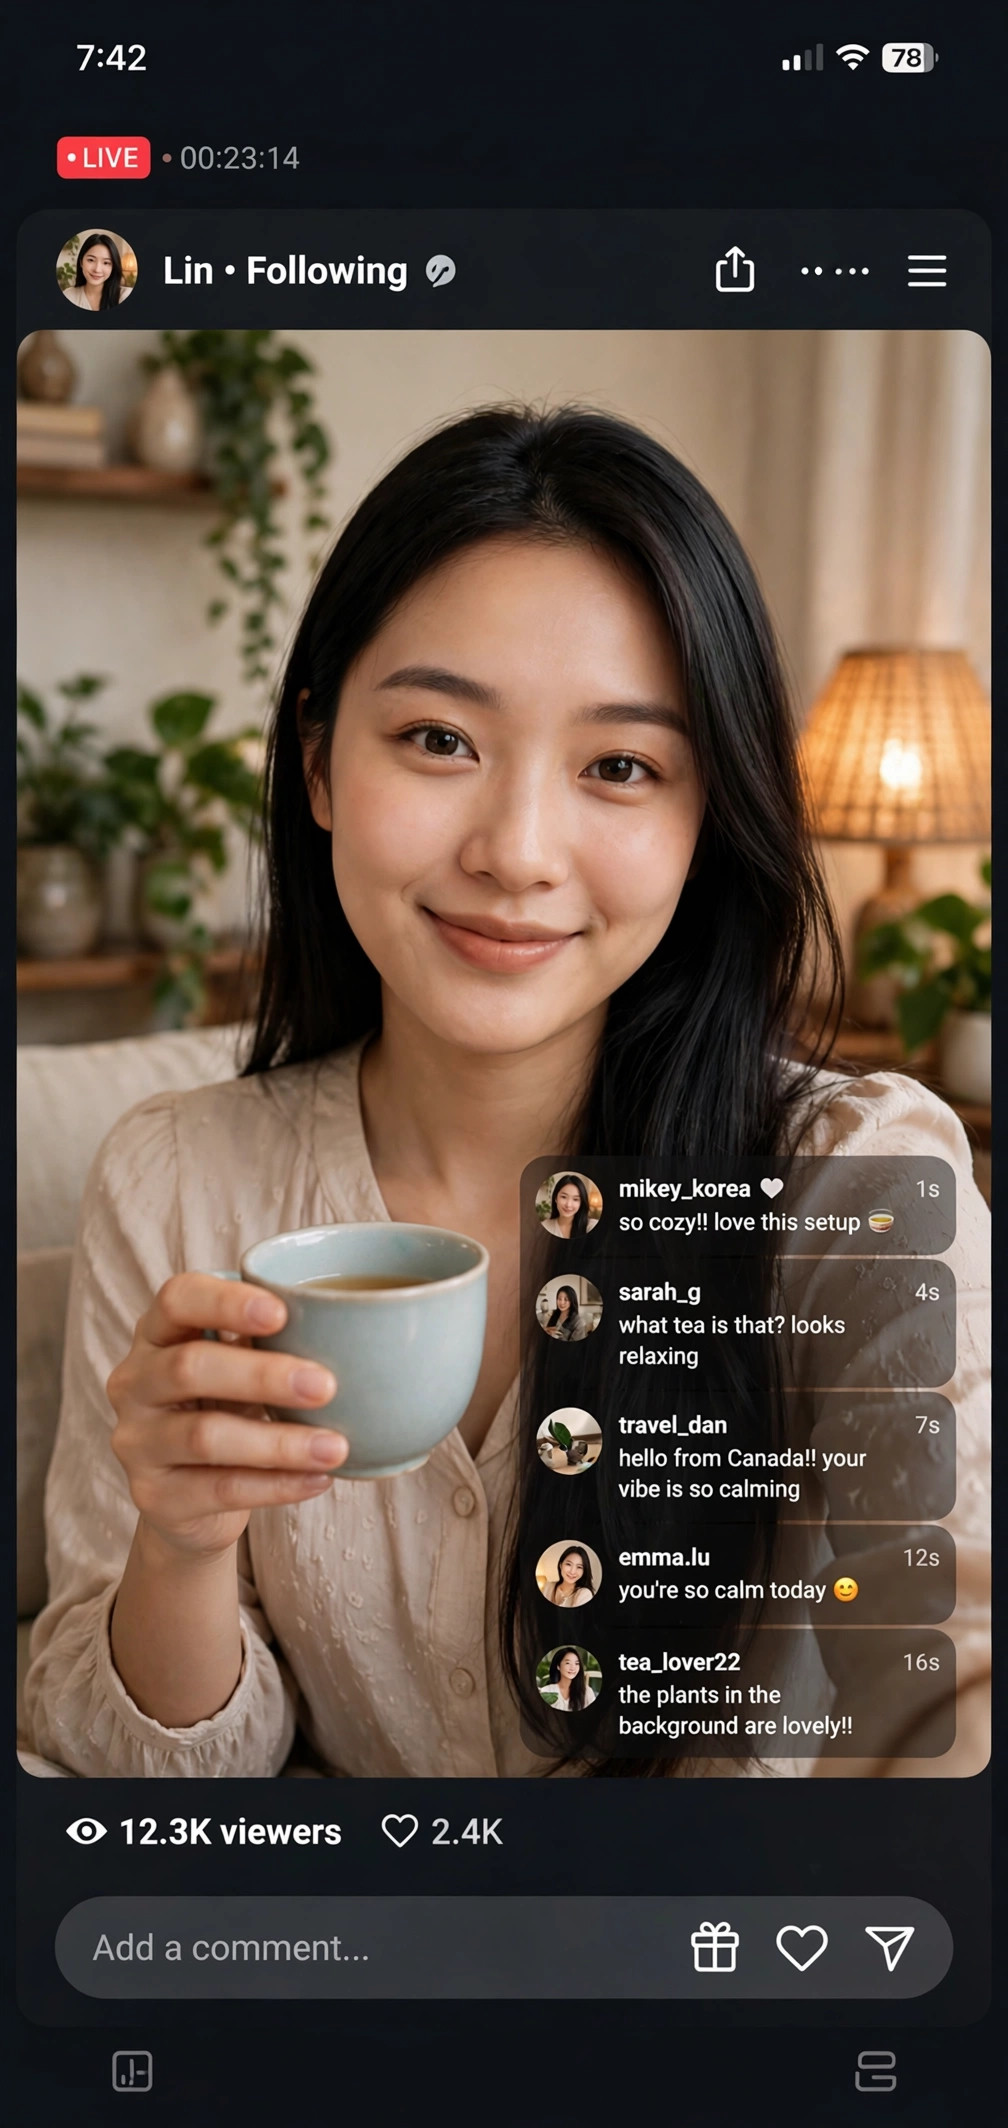 7:42
78
LIVE • 00:23:14
Lin • Following
mikey_korea 1s
so cozy!! love this setup 🍵
sarah_g 4s
what tea is that? looks
relaxing
travel_dan 7s
hello from Canada!! your
vibe is so calming
emma.lu 12s
you're so calm today 😊
tea_lover22 16s
the plants in the
background are lovely!!
12.3K viewers 2.4K
Add a comment...